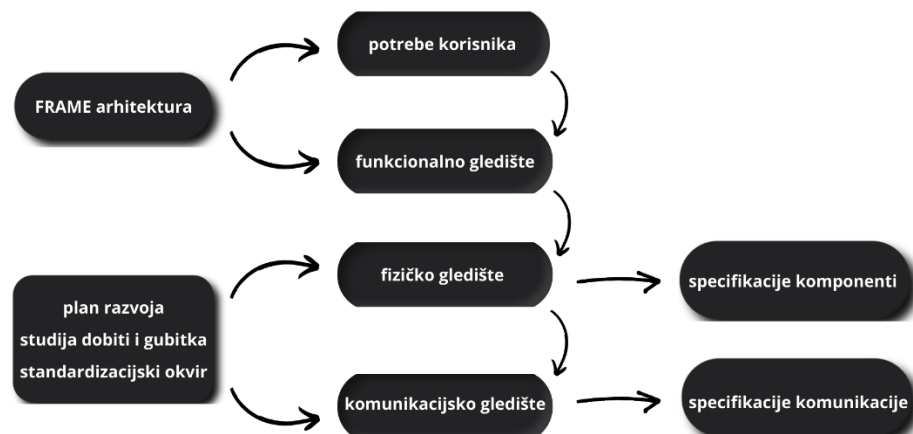 potrebe korisnika
FRAME arhitektura
funkcionalno gledište
fizičko gledište
specifikacije komponenti
plan razvoja
studija dobiti i gubitka
standardizacijski okvir
komunikacijsko gledište
specifikacije komunikacije